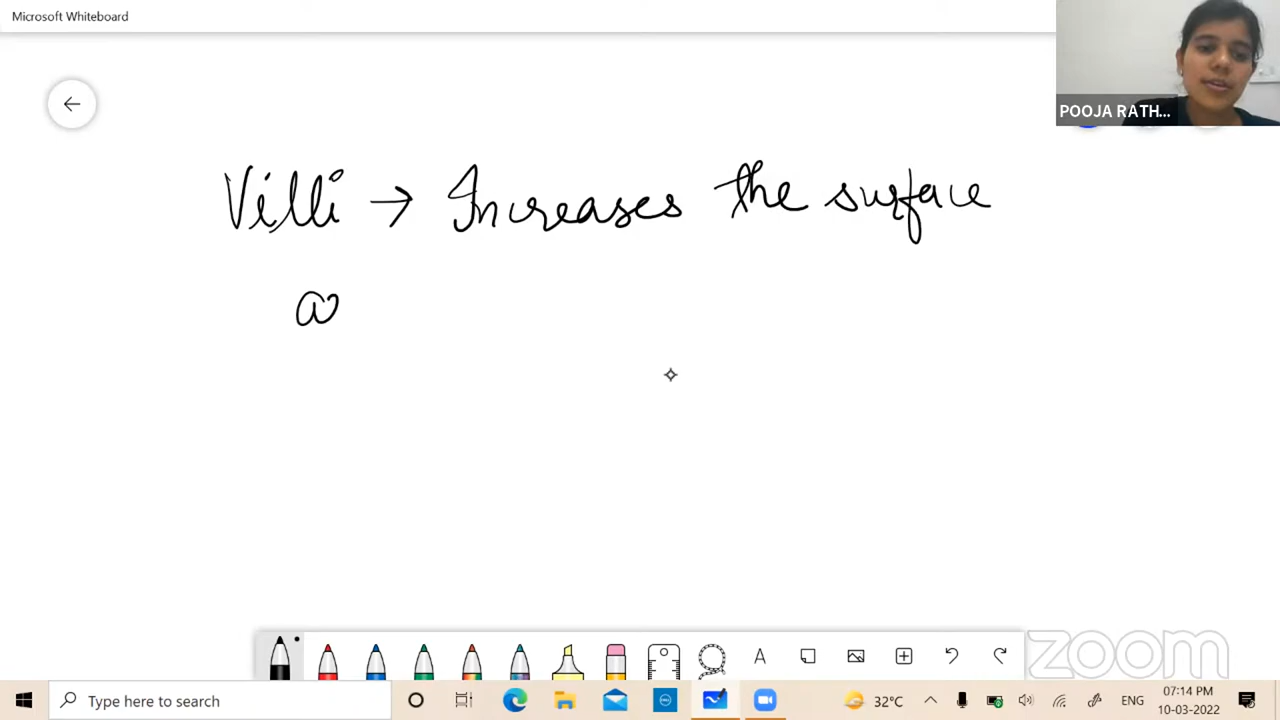 Microsoft Whiteboard
POOJA RATH...
Villi → Increases the surface
zoom
Type here to search
32°C
ENG
07:14 PM
10-03-2022